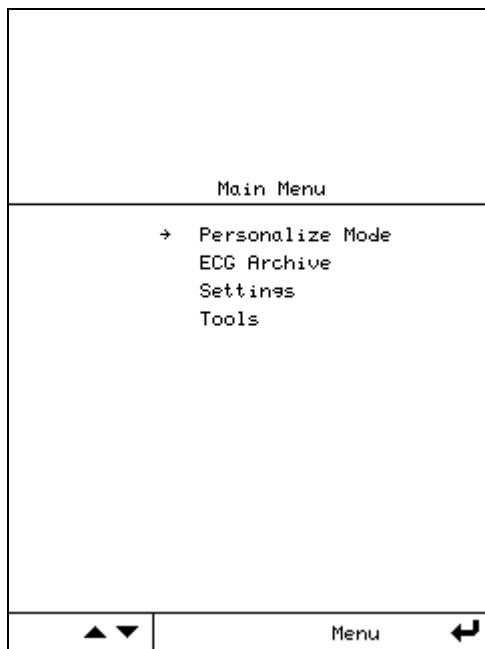 Main Menu
→ Personalize Mode
ECG Archive
Settings
Tools
▲ ▼ Menu ↵